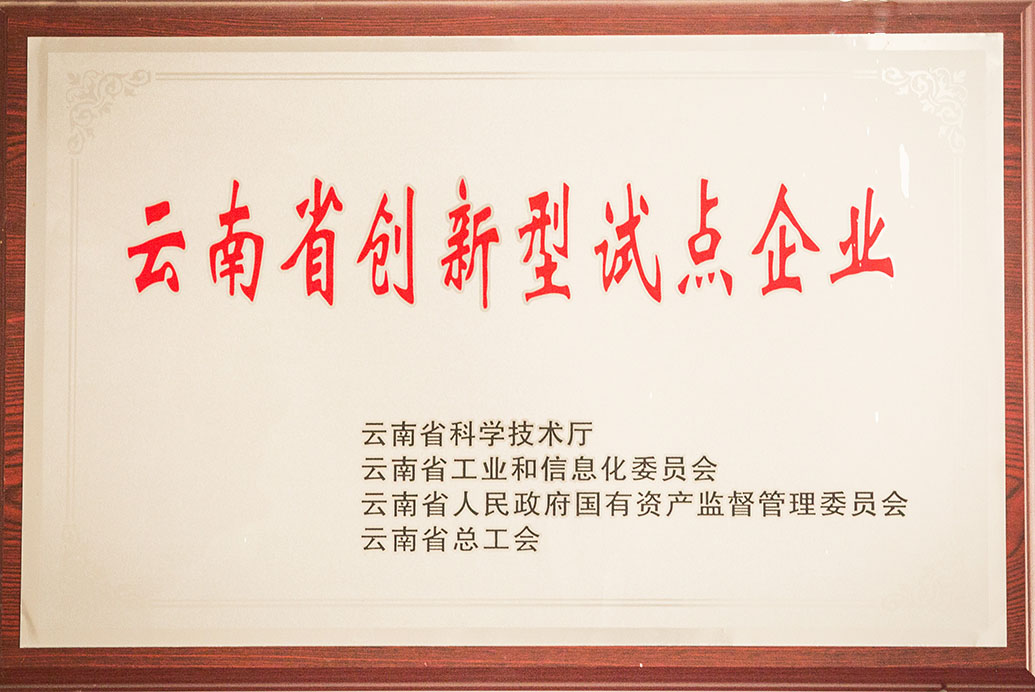 云南省创新型试点企业
云南省科学技术厅
云南省工业和信息化委员会
云南省人民政府国有资产监督管理委员会
云南省总工会